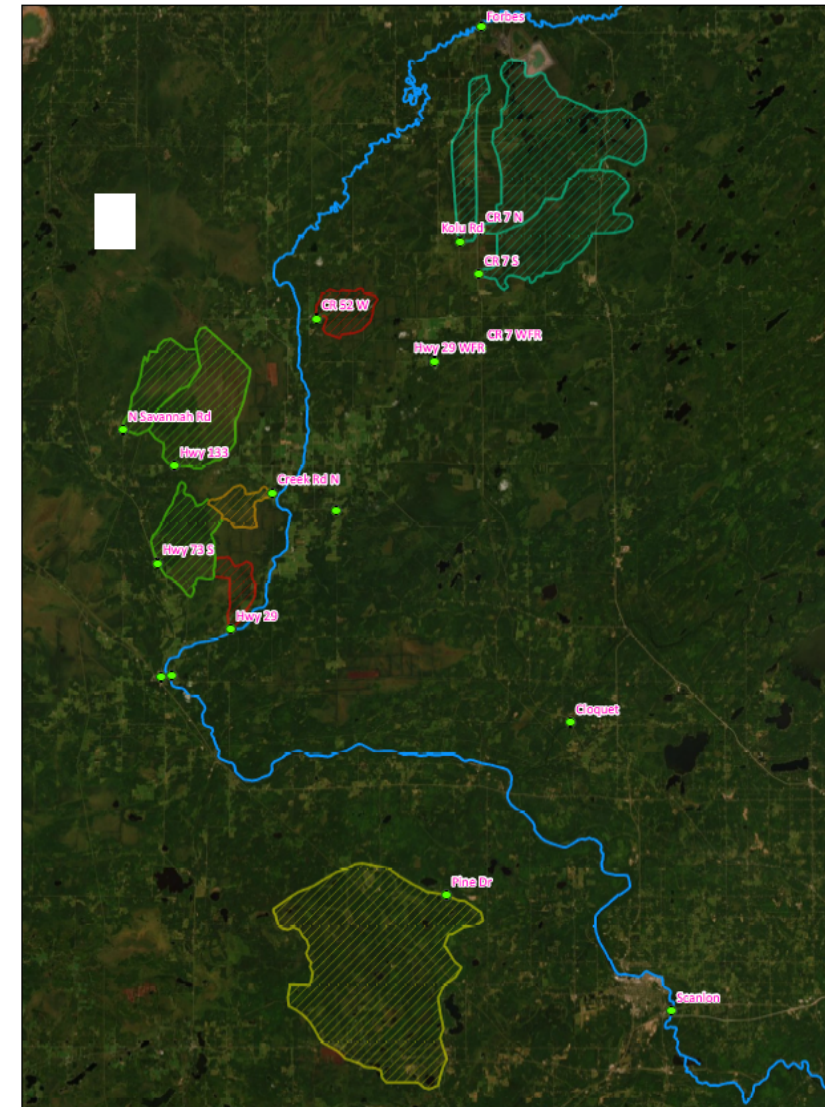 Forbes
CR 7 N
Kolu Rd
CR 7 S
CR 52 W
CR 7 WFR
Hwy 29 WFR
N Savannah Rd
Hwy 133
Creek Rd N
Hwy 73 S
Hwy 29
Cloquet
Pine Dr
Scanlon